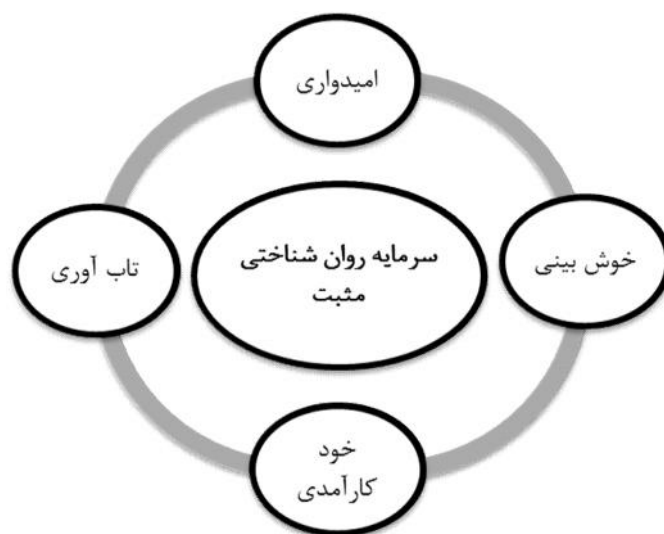 امیدواری
سرمایه روان شناختی
مثبت
خوش بینی
تاب آوری
خود
کارآمدی